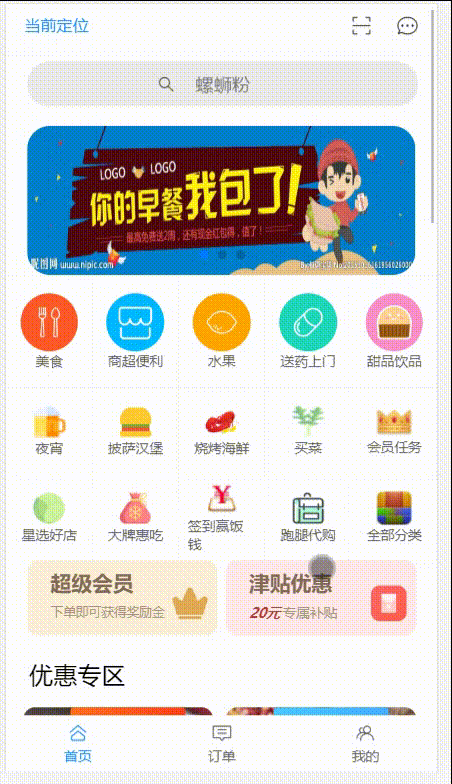 当前定位
螺蛳粉
LOGO LOGO
你的早餐我包了!
最高免费送2周，还有现金红包得，值了！
昵图网 www.nipic.com
美食 商超便利 水果 送药上门 甜品饮品
夜宵 披萨汉堡 烧烤海鲜 买菜 会员任务
星选好店 大牌惠吃 签到赢饭钱 跑腿代购 全部分类
超级会员 津贴优惠
下单即可获得奖励金 20元专属补贴
优惠专区
首页 订单 我的